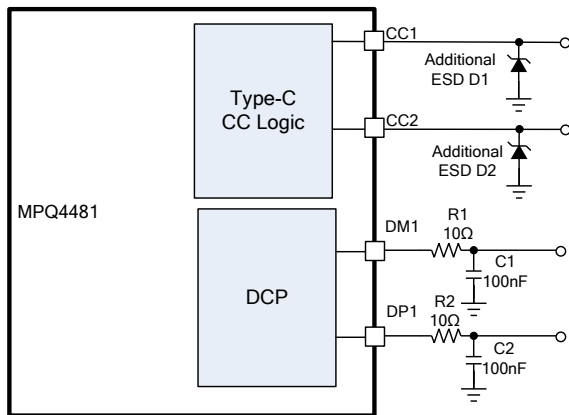 CC1
Additional
ESD D1
Type-C
CC Logic
CC2
Additional
ESD D2
MPQ4481
DM1
R1
10Ω
C1
100nF
DCP
DP1
R2
10Ω
C2
100nF